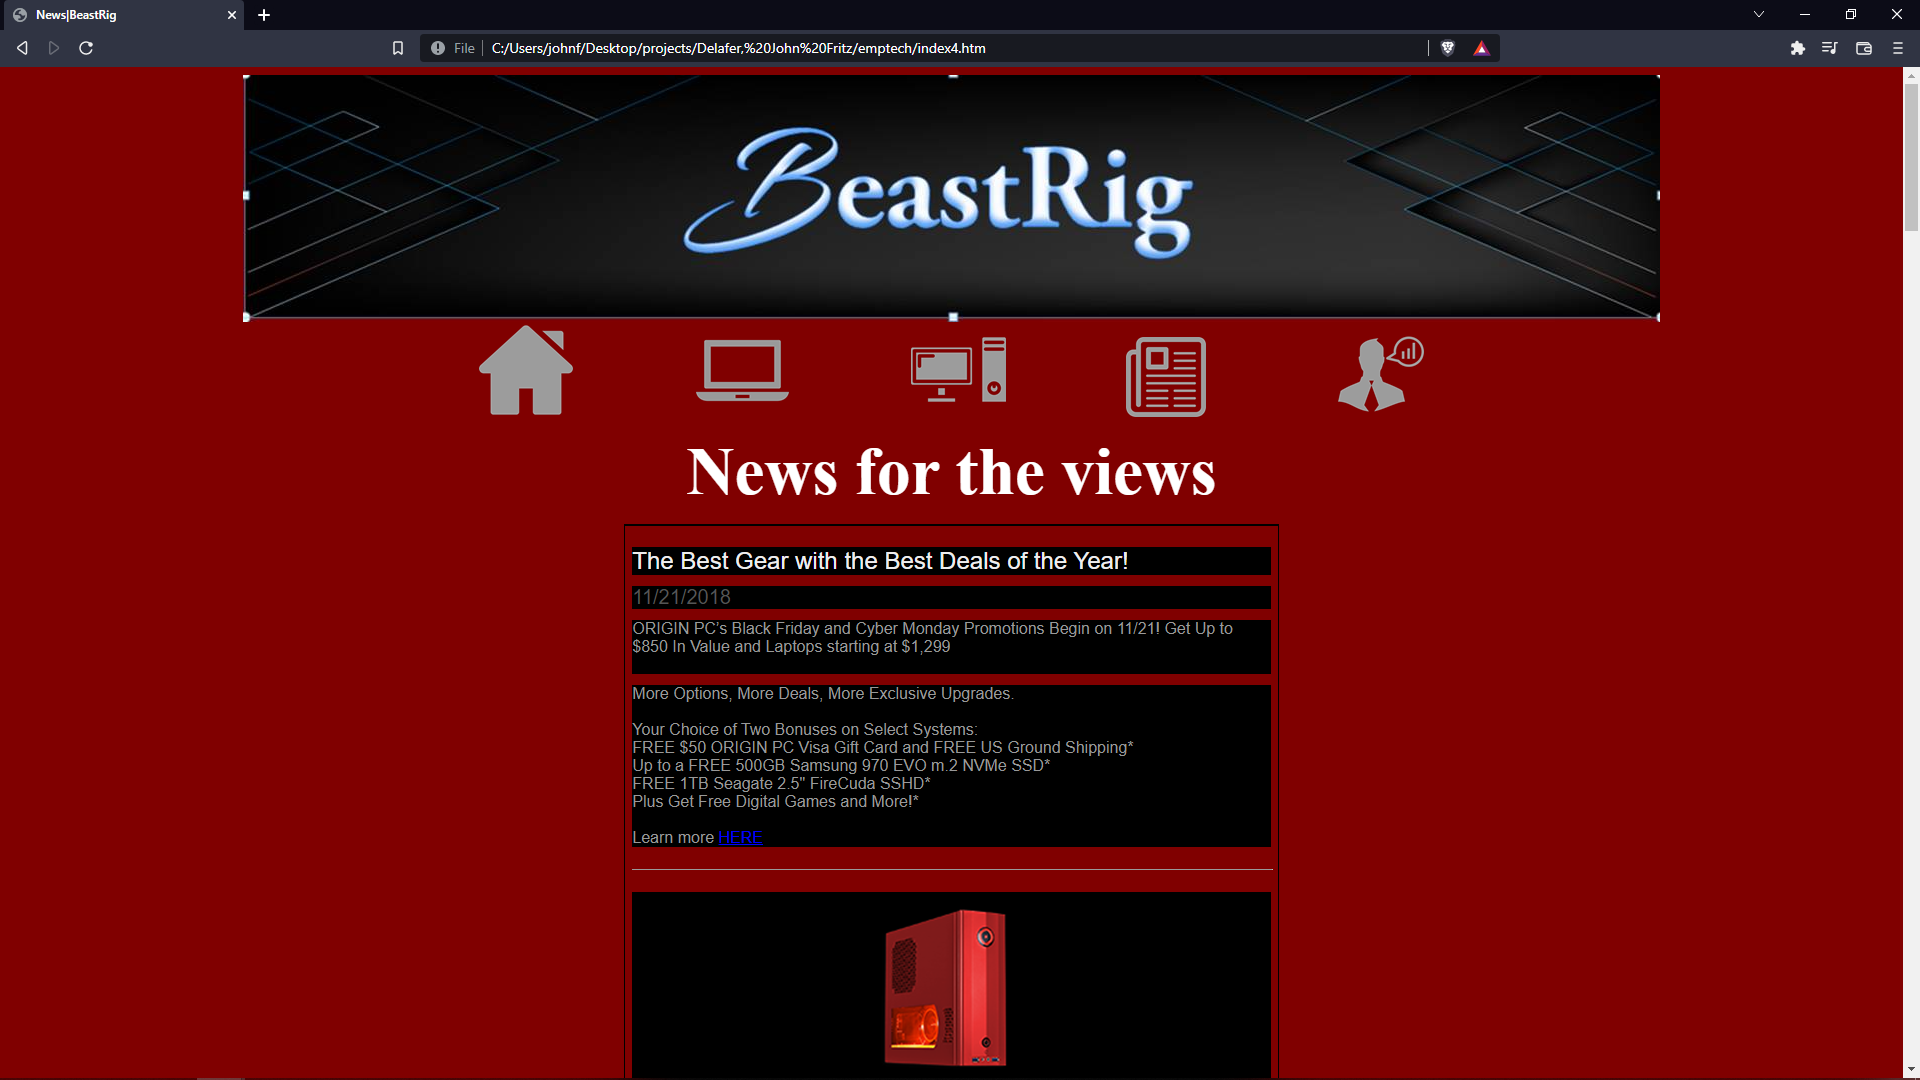 News|BeastRig
File
C:/Users/johnf/Desktop/projects/Delafer,%20John%20Fritz/emptech/index4.htm
BeastRig
News for the views
The Best Gear with the Best Deals of the Year!
11/21/2018
ORIGIN PC’s Black Friday and Cyber Monday Promotions Begin on 11/21! Get Up to
$850 In Value and Laptops starting at $1,299
More Options, More Deals, More Exclusive Upgrades.
Your Choice of Two Bonuses on Select Systems:
FREE $50 ORIGIN PC Visa Gift Card and FREE US Ground Shipping*
Up to a FREE 500GB Samsung 970 EVO m.2 NVMe SSD*
FREE 1TB Seagate 2.5" FireCuda SSHD*
Plus Get Free Digital Games and More!*
Learn more HERE